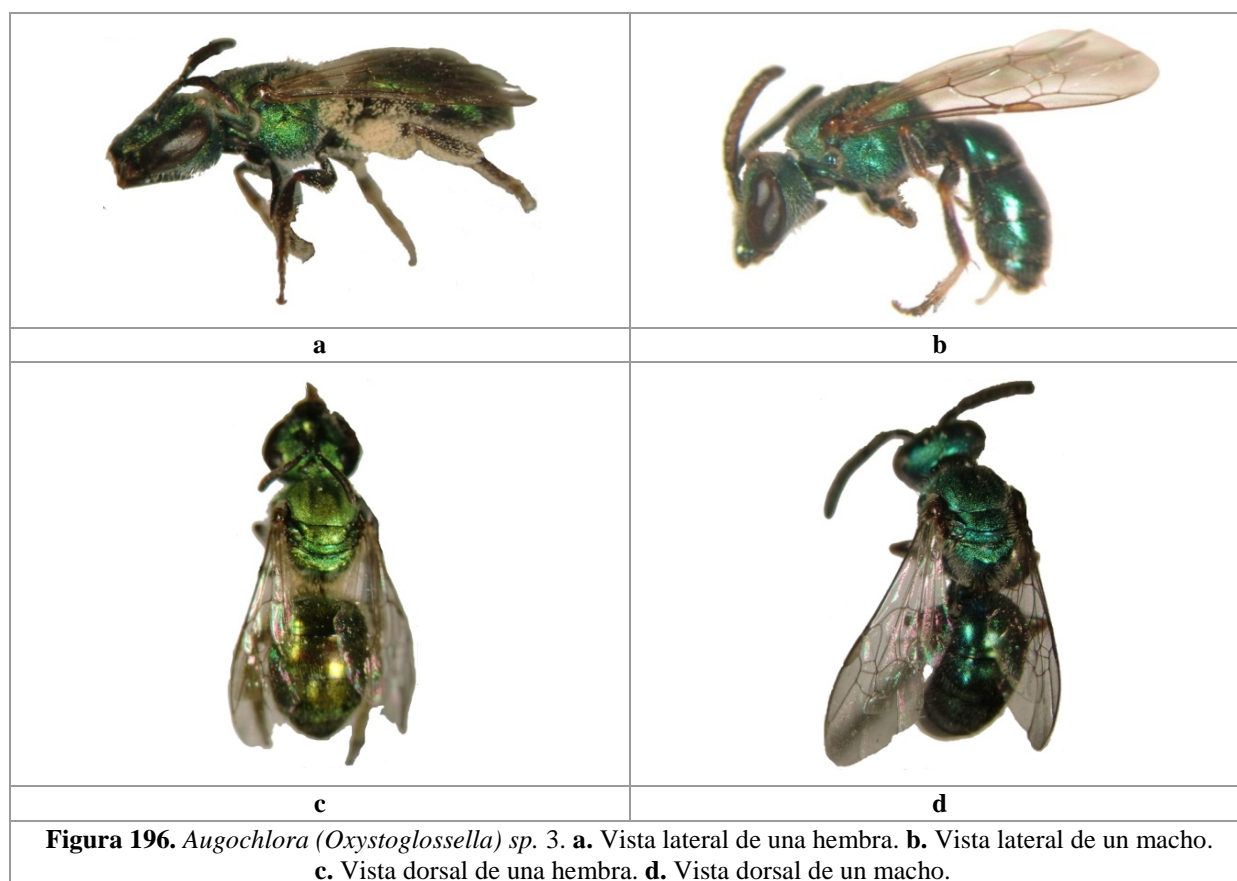 a
b
c
d
Figura 196. Augochlora (Oxystoglossella) sp. 3. a. Vista lateral de una hembra. b. Vista lateral de un macho.
c. Vista dorsal de una hembra. d. Vista dorsal de un macho.